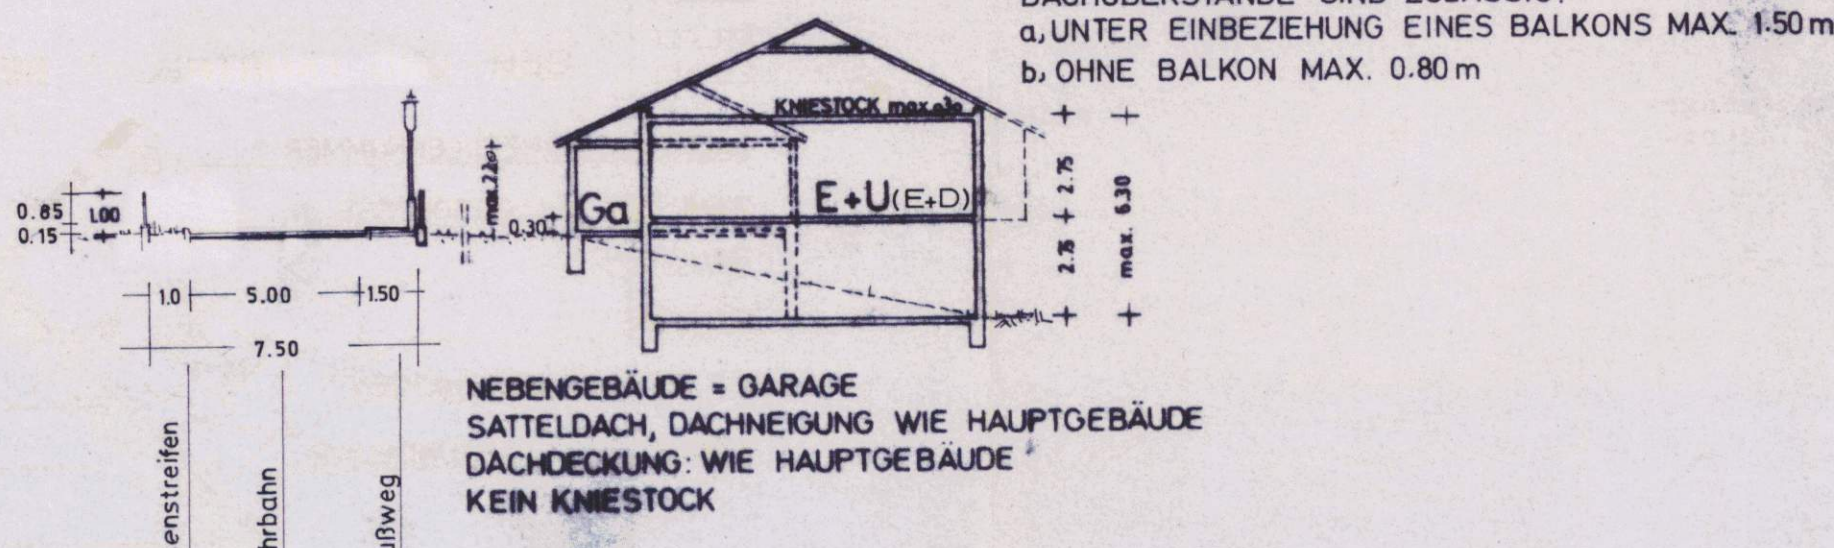 a, UNTER EINBEZIEHUNG EINES BALKONS MAX. 1.50 m
b, OHNE BALKON MAX. 0.80 m
KNIESTOCK max. 0.30
E+U (E+D)
Ga
0.85
1.00
0.15
max. 2.20
0.30
2.75
2.75
max. 6.30
1.0
5.00
1.50
7.50
NEBENGEBÄUDE = GARAGE
SATTELDACH, DACHNEIGUNG WIE HAUPTGEBÄUDE
DACHDECKUNG: WIE HAUPTGEBÄUDE
KEIN KNIESTOCK
enstreifen
hrbahn
ußweg